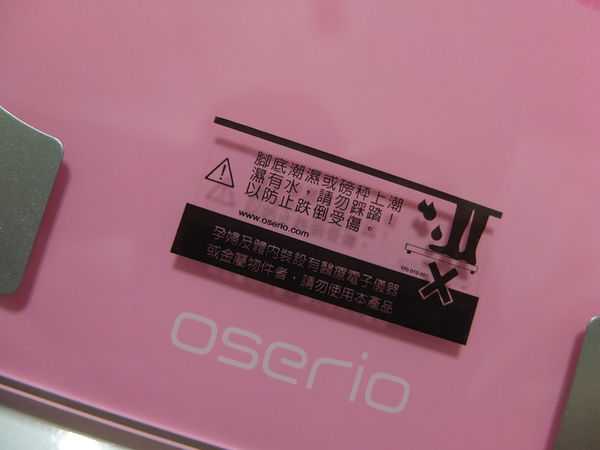 腳底潮濕或磅秤上潮
濕有水，請勿踩踏！
以防止跌倒受傷。
www.oserio.com
孕婦及體內裝設有醫療電子儀器
或金屬物件者，請勿使用本產品
oserio